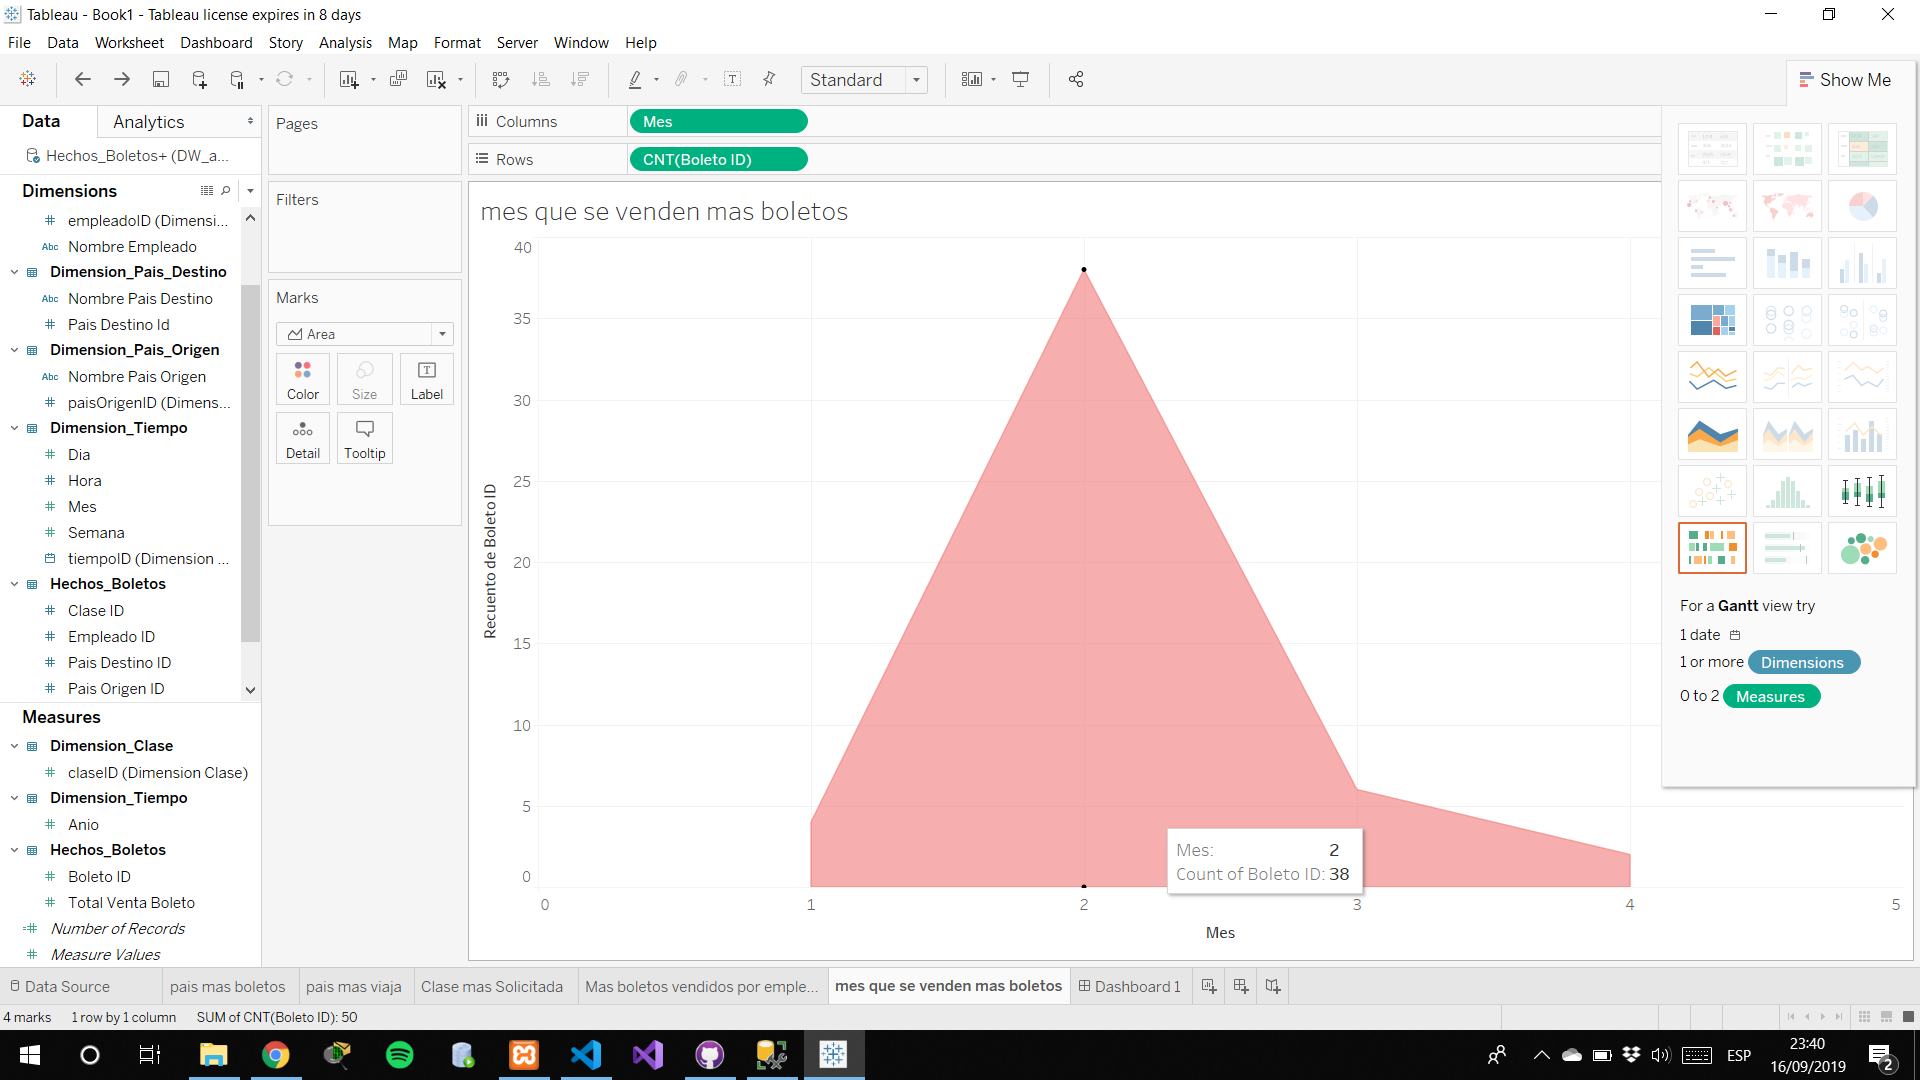 Tableau - Book1 - Tableau license expires in 8 days
File Data Worksheet Dashboard Story Analysis Map Format Server Window Help
Standard
Show Me
Data Analytics
Hechos_Boletos+ (DW_a...
Dimensions
empleadoID (Dimensi...
Abc Nombre Empleado
Dimension_Pais_Destino
Abc Nombre Pais Destino
Pais Destino Id
Dimension_Pais_Origen
Abc Nombre Pais Origen
paisOrigenID (Dimens...
Dimension_Tiempo
Dia
Hora
Mes
Semana
tiempoID (Dimension ...
Hechos_Boletos
Clase ID
Empleado ID
Pais Destino ID
Pais Origen ID
Measures
Dimension_Clase
claseID (Dimension Clase)
Dimension_Tiempo
Anio
Hechos_Boletos
Boleto ID
Total Venta Boleto
Number of Records
Measure Values
Pages
Filters
Marks
Area
Color Size Label
Detail Tooltip
Columns Mes
Rows CNT(Boleto ID)
mes que se venden mas boletos
40
35
30
25
20
15
10
5
0
Recuento de Boleto ID
0 1 2 3 4 5
Mes
Mes: 2
Count of Boleto ID: 38
For a Gantt view try
1 date
1 or more Dimensions
0 to 2 Measures
Data Source pais mas boletos pais mas viaja Clase mas Solicitada Mas boletos vendidos por emple... mes que se venden mas boletos Dashboard 1
4 marks 1 row by 1 column SUM of CNT(Boleto ID): 50
ESP
23:40
16/09/2019
2